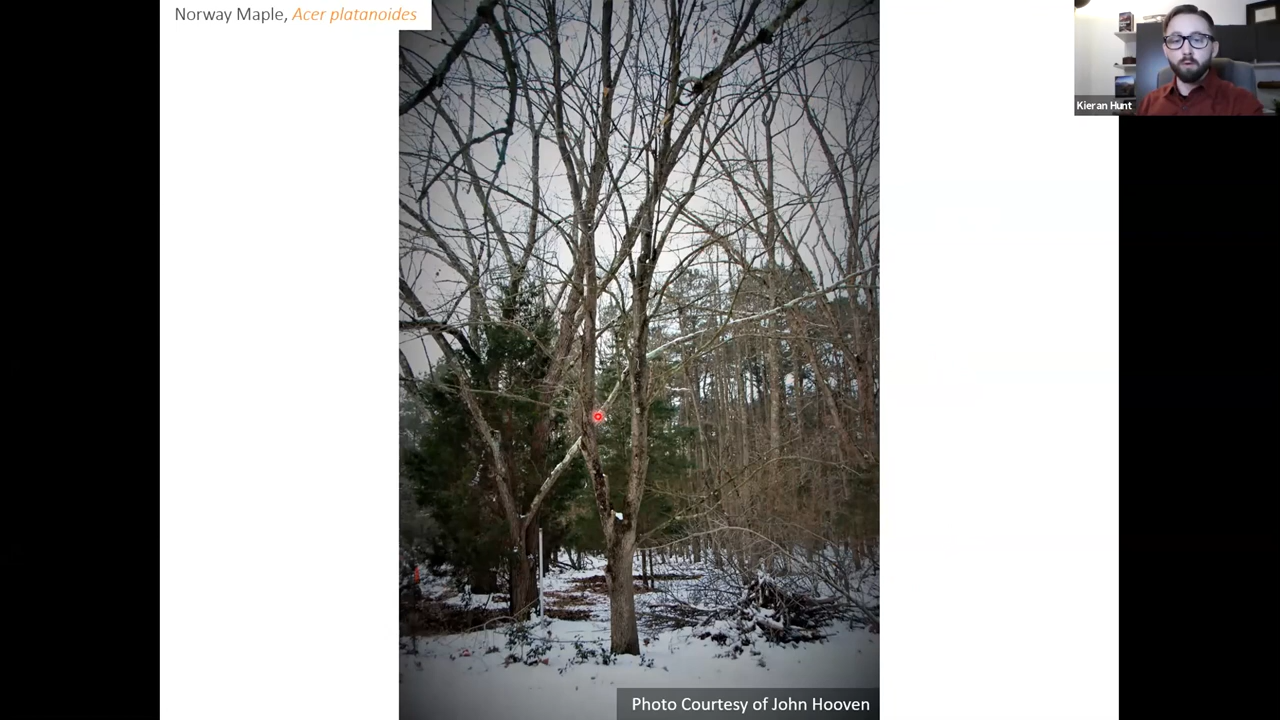 Norway Maple, Acer platanoides
Kieran Hunt
Photo Courtesy of John Hooven